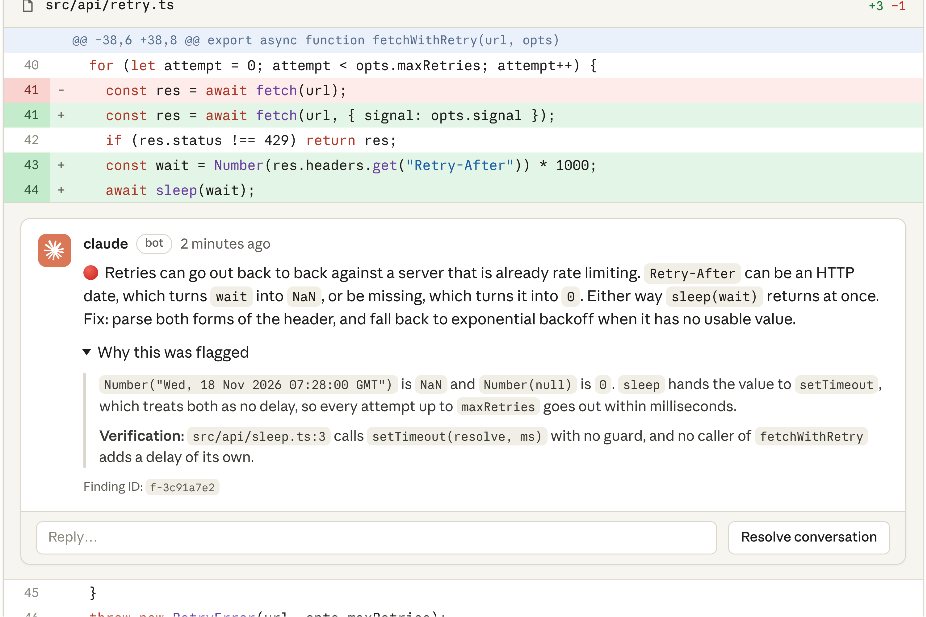 src/api/retry.ts +3 −1
@@ -38,6 +38,8 @@ export async function fetchWithRetry(url, opts)
40 for (let attempt = 0; attempt < opts.maxRetries; attempt++) {
41 - const res = await fetch(url);
41 + const res = await fetch(url, { signal: opts.signal });
42 if (res.status !== 429) return res;
43 + const wait = Number(res.headers.get("Retry-After")) * 1000;
44 + await sleep(wait);
claude bot 2 minutes ago
Retries can go out back to back against a server that is already rate limiting. Retry-After can be an HTTP
date, which turns wait into NaN, or be missing, which turns it into 0. Either way sleep(wait) returns at once.
Fix: parse both forms of the header, and fall back to exponential backoff when it has no usable value.
Why this was flagged
Number("Wed, 18 Nov 2026 07:28:00 GMT") is NaN and Number(null) is 0. sleep hands the value to setTimeout,
which treats both as no delay, so every attempt up to maxRetries goes out within milliseconds.
Verification: src/api/sleep.ts:3 calls setTimeout(resolve, ms) with no guard, and no caller of fetchWithRetry
adds a delay of its own.
Finding ID: f-3c91a7e2
Reply...
Resolve conversation
45 }
46 throw new RetryError(url, opts.maxRetries);